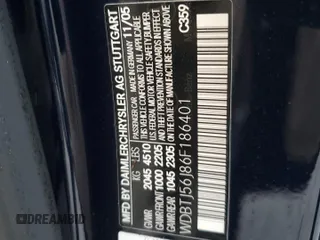 MFD BY DAIMLERCHRYSLER AG STUTTGART
PASSENGER CAR MADE IN GERMANY 11/05
THIS VEHICLE CONFORMS TO ALL APPLICABLE
U.S. FEDERAL MOTOR VEHICLE SAFETY, BUMPER,
AND THEFT PREVENTION STANDARDS IN EFFECT
ON THE DATE OF MANUFACTURE SHOWN ABOVE
KG LBS
GVWR 2045 4510
GAWR FRONT 1000 2205
GAWR REAR 1045 2305
C359
WDBTJ56J86F186401
DREAMBID